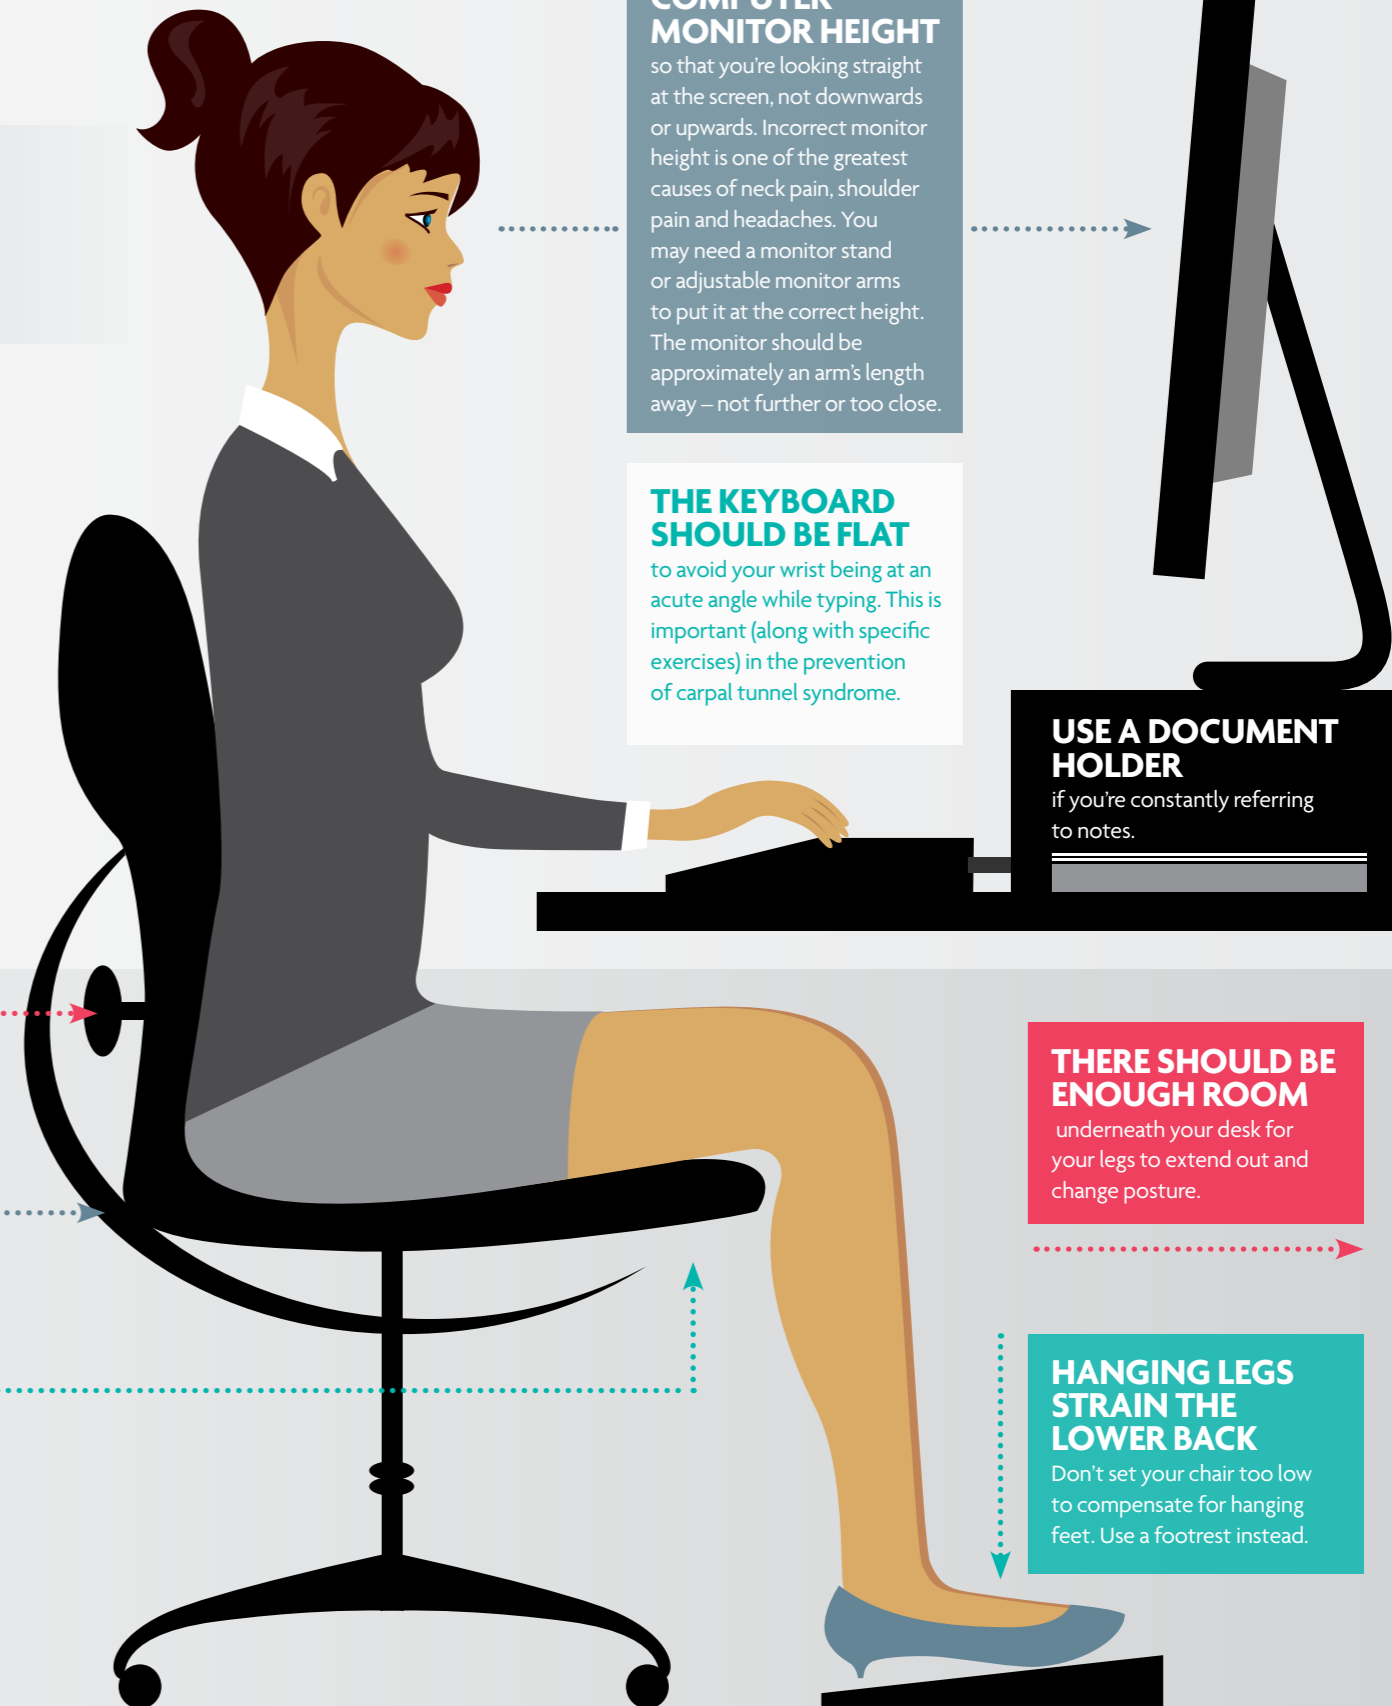 COMPUTER
MONITOR HEIGHT
so that you're looking straight
at the screen, not downwards
or upwards. Incorrect monitor
height is one of the greatest
causes of neck pain, shoulder
pain and headaches. You
may need a monitor stand
or adjustable monitor arms
to put it at the correct height.
The monitor should be
approximately an arm's length
away – not further or too close.
THE KEYBOARD
SHOULD BE FLAT
to avoid your wrist being at an
acute angle while typing. This is
important (along with specific
exercises) in the prevention
of carpal tunnel syndrome.
USE A DOCUMENT
HOLDER
if you're constantly referring
to notes.
THERE SHOULD BE
ENOUGH ROOM
underneath your desk for
your legs to extend out and
change posture.
HANGING LEGS
STRAIN THE
LOWER BACK
Don't set your chair too low
to compensate for hanging
feet. Use a footrest instead.